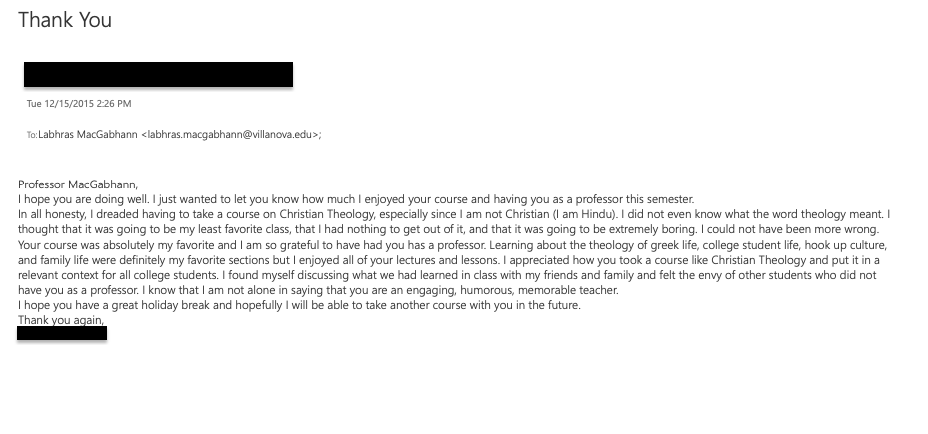 Thank You
Tue 12/15/2015 2:26 PM
To:Labhras MacGabhann <labhras.macgabhann@villanova.edu>;
Professor MacGabhann,
I hope you are doing well. I just wanted to let you know how much I enjoyed your course and having you as a professor this semester.
In all honesty, I dreaded having to take a course on Christian Theology, especially since I am not Christian (I am Hindu). I did not even know what the word theology meant. I
thought that it was going to be my least favorite class, that I had nothing to get out of it, and that it was going to be extremely boring. I could not have been more wrong.
Your course was absolutely my favorite and I am so grateful to have had you has a professor. Learning about the theology of greek life, college student life, hook up culture,
and family life were definitely my favorite sections but I enjoyed all of your lectures and lessons. I appreciated how you took a course like Christian Theology and put it in a
relevant context for all college students. I found myself discussing what we had learned in class with my friends and family and felt the envy of other students who did not
have you as a professor. I know that I am not alone in saying that you are an engaging, humorous, memorable teacher.
I hope you have a great holiday break and hopefully I will be able to take another course with you in the future.
Thank you again,